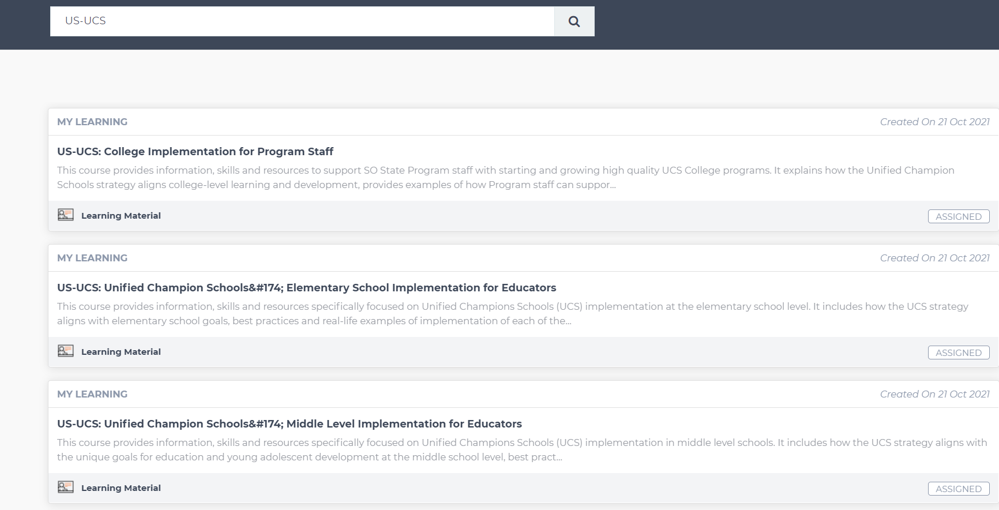 US-UCS
MY LEARNING
Created On 21 Oct 2021
US-UCS: College Implementation for Program Staff
This course provides information, skills and resources to support SO State Program staff with starting and growing high quality UCS College programs. It explains how the Unified Champion
Schools strategy aligns college-level learning and development, provides examples of how Program staff can suppor...
Learning Material
ASSIGNED
MY LEARNING
Created On 21 Oct 2021
US-UCS: Unified Champion Schools&#174; Elementary School Implementation for Educators
This course provides information, skills and resources specifically focused on Unified Champions Schools (UCS) implementation at the elementary school level. It includes how the UCS strategy
aligns with elementary school goals, best practices and real-life examples of implementation of each of the...
Learning Material
ASSIGNED
MY LEARNING
Created On 21 Oct 2021
US-UCS: Unified Champion Schools&#174; Middle Level Implementation for Educators
This course provides information, skills and resources specifically focused on Unified Champions Schools (UCS) implementation in middle level schools. It includes how the UCS strategy aligns with
the unique goals for education and young adolescent development at the middle school level, best pract...
Learning Material
ASSIGNED